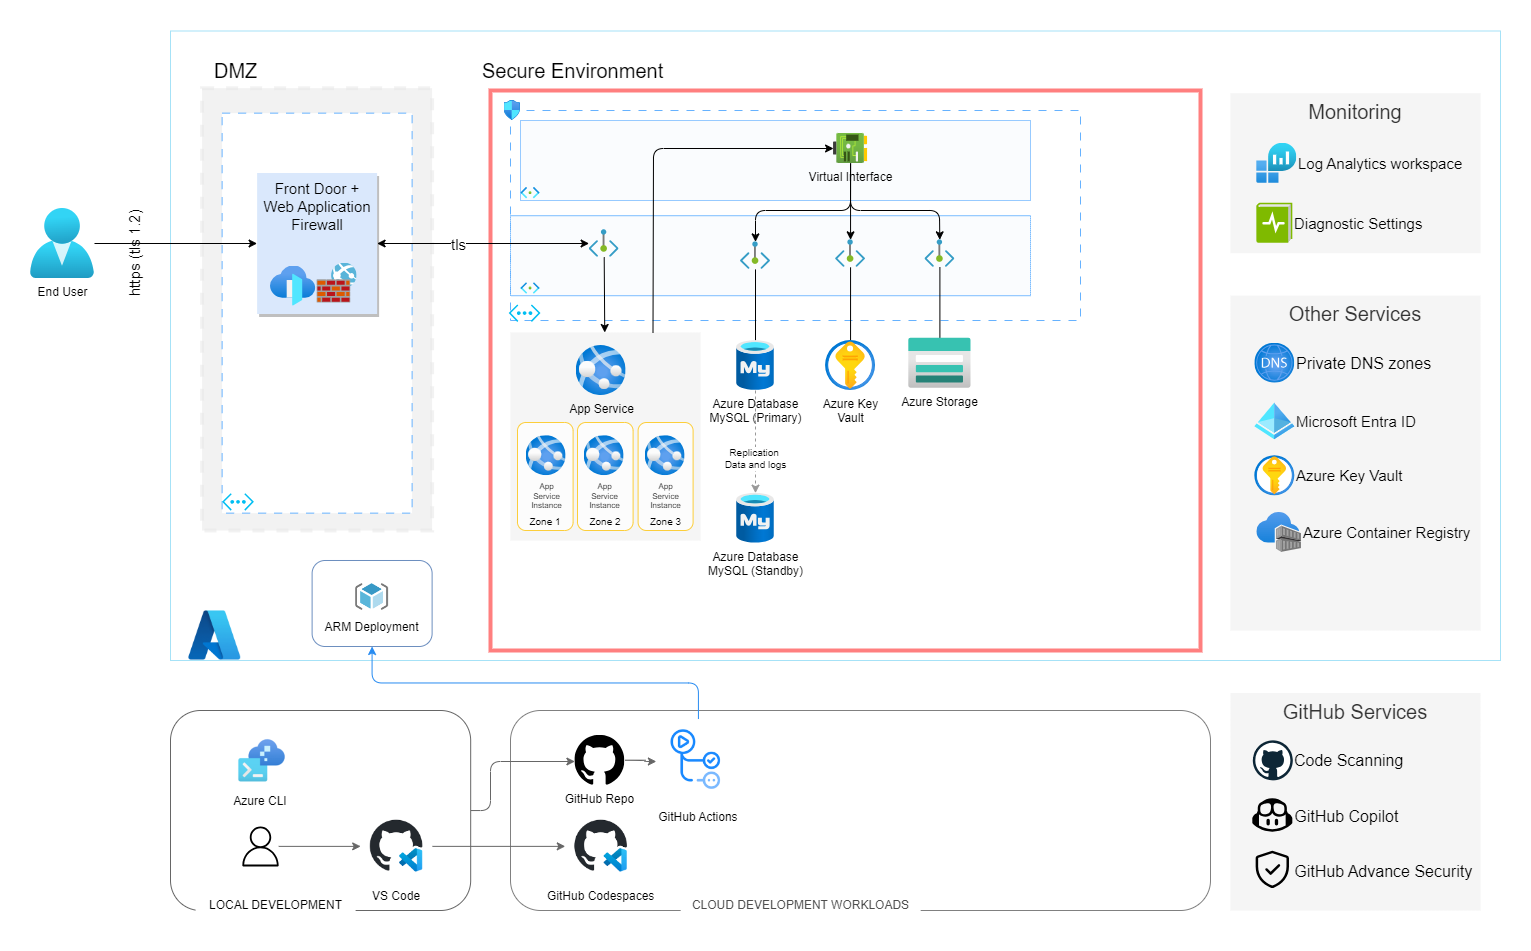 DMZ
Secure Environment
Front Door +
Web Application
Firewall
https (tls 1.2)
End User
tls
Virtual Interface
App Service
App
Service
Instance
Zone 1
App
Service
Instance
Zone 2
App
Service
Instance
Zone 3
My
Azure Database
MySQL (Primary)
Replication
Data and logs
My
Azure Database
MySQL (Standby)
Azure Key
Vault
Azure Storage
Monitoring
Log Analytics workspace
Diagnostic Settings
Other Services
DNS
Private DNS zones
Microsoft Entra ID
Azure Key Vault
Azure Container Registry
ARM Deployment
Azure CLI
VS Code
LOCAL DEVELOPMENT
GitHub Repo
GitHub Actions
GitHub Codespaces
CLOUD DEVELOPMENT WORKLOADS
GitHub Services
Code Scanning
GitHub Copilot
GitHub Advance Security